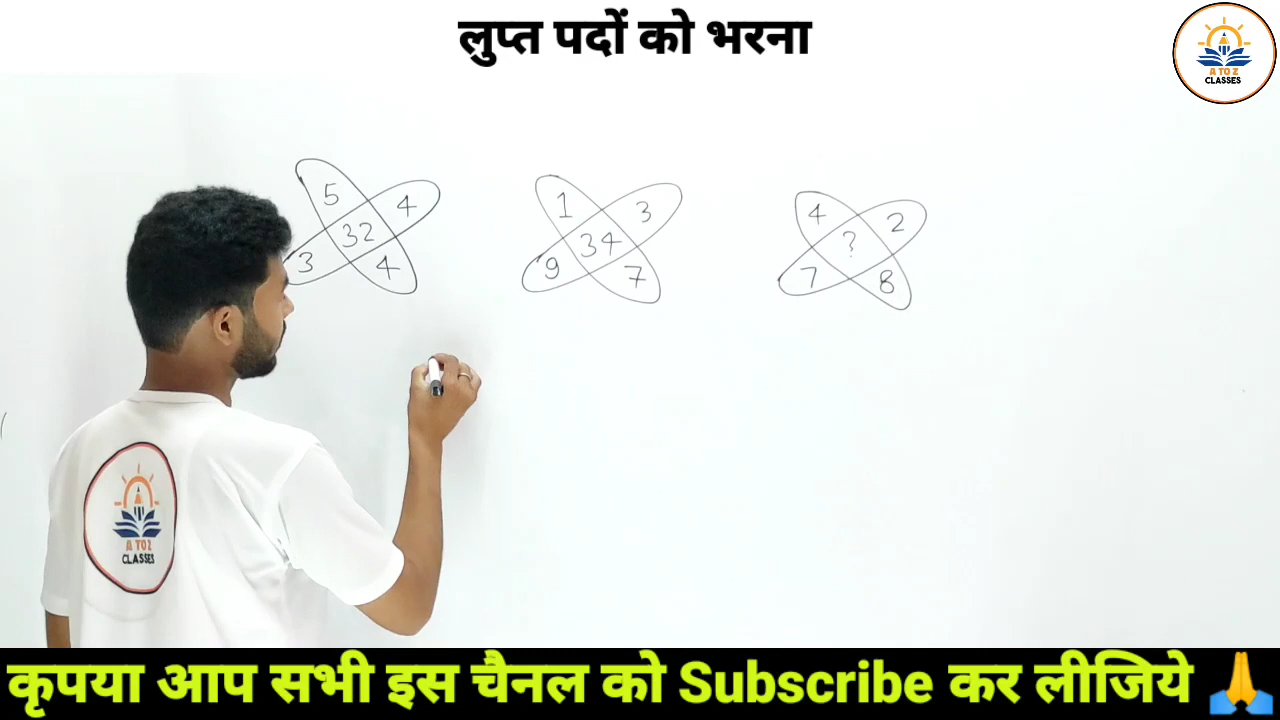 लुप्त पदों को भरना
A TO Z
CLASSES
5 4
32
3 4
1 3
34
9 7
4 2
?
7 8
A TO Z
CLASSES
कृपया आप सभी इस चैनल को Subscribe कर लीजिये 🙏